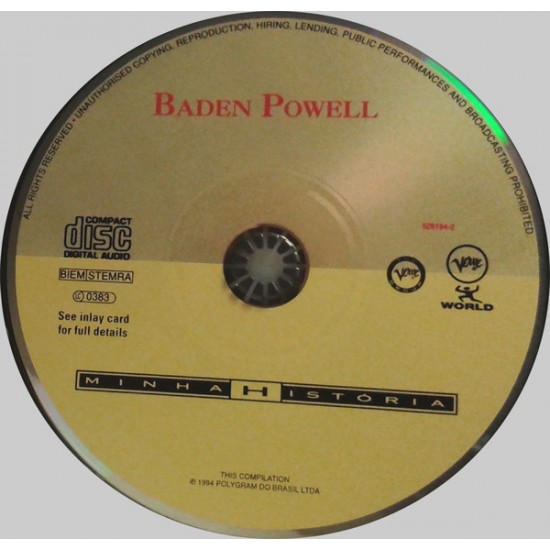 ALL RIGHTS RESERVED • UNAUTHORISED COPYING, REPRODUCTION, HIRING, LENDING, PUBLIC PERFORMANCES AND BROADCASTING PROHIBITED.
BADEN POWELL
COMPACT
disc
DIGITAL AUDIO
BIEM STEMRA
LC 0383
See inlay card
for full details
Verve
Verve
WORLD
MINHA HISTÓRIA
THIS COMPILATION
℗ 1994 POLYGRAM DO BRASIL LTDA